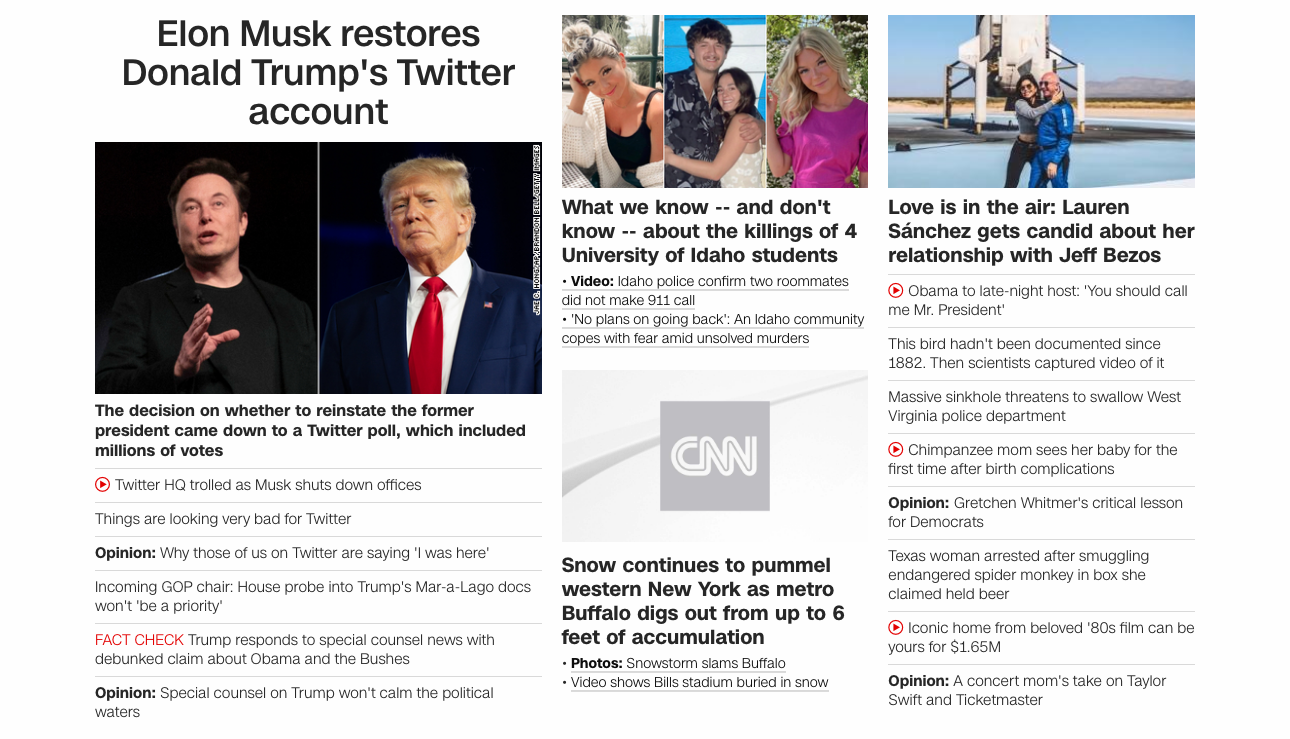 Elon Musk restores
Donald Trump's Twitter
account
JAE C. HONG/AP/BRANDON BELL/GETTY IMAGES
The decision on whether to reinstate the former
president came down to a Twitter poll, which included
millions of votes
Twitter HQ trolled as Musk shuts down offices
Things are looking very bad for Twitter
Opinion: Why those of us on Twitter are saying 'I was here'
Incoming GOP chair: House probe into Trump's Mar-a-Lago docs
won't 'be a priority'
FACT CHECK Trump responds to special counsel news with
debunked claim about Obama and the Bushes
Opinion: Special counsel on Trump won't calm the political
waters
What we know -- and don't
know -- about the killings of 4
University of Idaho students
• Video: Idaho police confirm two roommates
did not make 911 call
• 'No plans on going back': An Idaho community
copes with fear amid unsolved murders
CNN
Snow continues to pummel
western New York as metro
Buffalo digs out from up to 6
feet of accumulation
• Photos: Snowstorm slams Buffalo
• Video shows Bills stadium buried in snow
Love is in the air: Lauren
Sánchez gets candid about her
relationship with Jeff Bezos
Obama to late-night host: 'You should call
me Mr. President'
This bird hadn't been documented since
1882. Then scientists captured video of it
Massive sinkhole threatens to swallow West
Virginia police department
Chimpanzee mom sees her baby for the
first time after birth complications
Opinion: Gretchen Whitmer's critical lesson
for Democrats
Texas woman arrested after smuggling
endangered spider monkey in box she
claimed held beer
Iconic home from beloved '80s film can be
yours for $1.65M
Opinion: A concert mom's take on Taylor
Swift and Ticketmaster